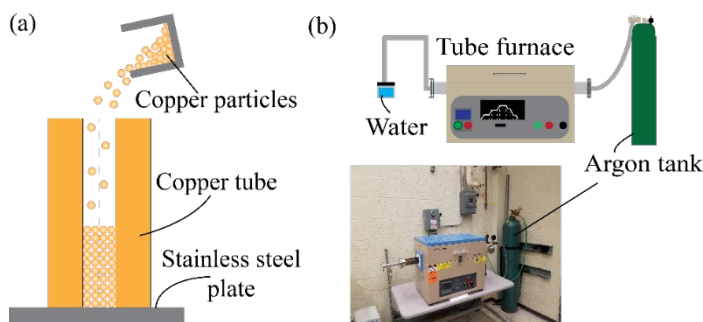 (a)
Copper particles
Copper tube
Stainless steel
plate
(b)
Tube furnace
Water
Argon tank